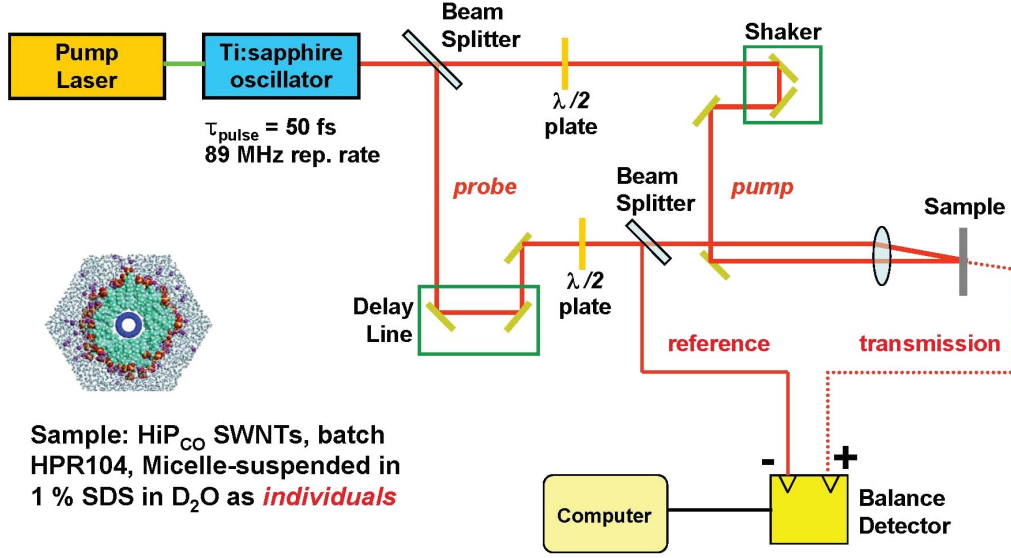 Pump
Laser
Ti:sapphire
oscillator
τpulse = 50 fs
89 MHz rep. rate
Beam
Splitter
λ/2
plate
Shaker
probe
Beam
Splitter
pump
Sample
Delay
Line
λ/2
plate
reference
transmission
Sample: HiPCO SWNTs, batch
HPR104, Micelle-suspended in
1 % SDS in D2O as individuals
- +
Computer
Balance
Detector